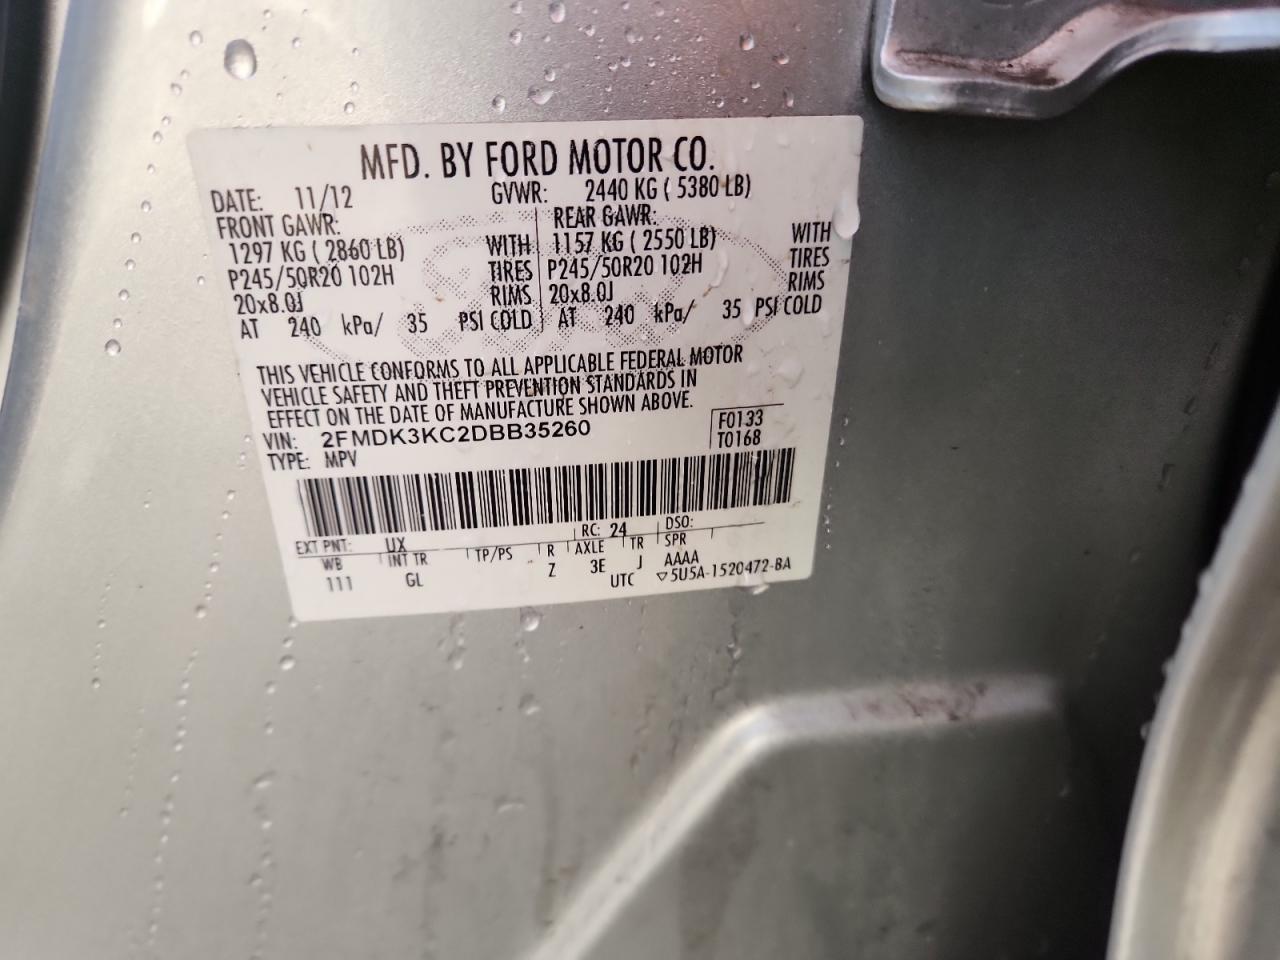 MFD. BY FORD MOTOR CO.
DATE: 11/12 GVWR: 2440 KG ( 5380 LB)
FRONT GAWR: REAR GAWR:
1297 KG ( 2860 LB) WITH 1157 KG ( 2550 LB) WITH
P245/50R20 102H TIRES P245/50R20 102H TIRES
20x8.0J RIMS 20x8.0J RIMS
AT 240 kPa/ 35 PSI COLD AT 240 kPa/ 35 PSI COLD
THIS VEHICLE CONFORMS TO ALL APPLICABLE FEDERAL MOTOR
VEHICLE SAFETY AND THEFT PREVENTION STANDARDS IN
EFFECT ON THE DATE OF MANUFACTURE SHOWN ABOVE.
VIN: 2FMDK3KC2DBB35260 F0133
TYPE: MPV T0168
EXT PNT: UX RC: 24 DSO:
WB INT TR TP/PS R AXLE TR SPR
111 GL Z 3E J AAAA
UTC ▽5U5A-1520472-BA